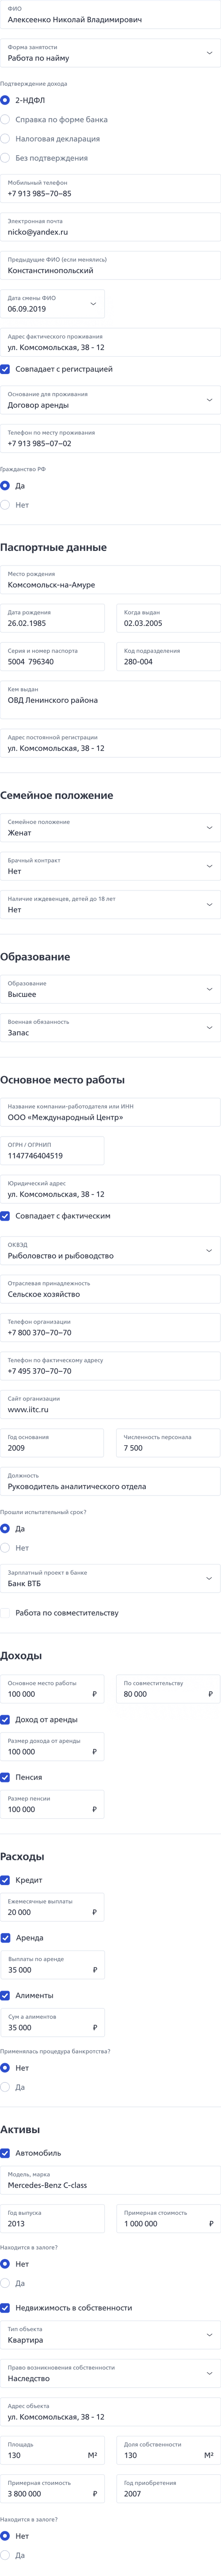 ФИО
Алексеенко Николай Владимирович
Форма занятости
Работа по найму
Подтверждение дохода
2-НДФЛ
Справка по форме банка
Налоговая декларация
Без подтверждения
Мобильный телефон
+7 913 985–70–85
Электронная почта
nicko@yandex.ru
Предыдущие ФИО (если менялись)
Констанстинопольский
Дата смены ФИО
06.09.2019
Адрес фактического проживания
ул. Комсомольская, 38 - 12
Совпадает с регистрацией
Основание для проживания
Договор аренды
Телефон по месту проживания
+7 913 985–07–02
Гражданство РФ
Да
Нет
Паспортные данные
Место рождения
Комсомольск-на-Амуре
Дата рождения Когда выдан
26.02.1985 02.03.2005
Серия и номер паспорта Код подразделения
5004 796340 280-004
Кем выдан
ОВД Ленинского района
Адрес постоянной регистрации
ул. Комсомольская, 38 - 12
Семейное положение
Семейное положение
Женат
Брачный контракт
Нет
Наличие иждевенцев, детей до 18 лет
Нет
Образование
Образование
Высшее
Военная обязанность
Запас
Основное место работы
Название компании-работодателя или ИНН
ООО «Международный Центр»
ОГРН / ОГРНИП
1147746404519
Юридический адрес
ул. Комсомольская, 38 - 12
Совпадает с фактическим
ОКВЭД
Рыболовство и рыбоводство
Отраслевая принадлежность
Сельское хозяйство
Телефон организации
+7 800 370–70–70
Телефон по фактическому адресу
+7 495 370–70–70
Сайт организации
www.iitc.ru
Год основания Численность персонала
2009 7 500
Должность
Руководитель аналитического отдела
Прошли испытательный срок?
Да
Нет
Зарплатный проект в банке
Банк ВТБ
Работа по совместительству
Доходы
Основное место работы По совместительству
100 000 ₽ 80 000 ₽
Доход от аренды
Размер дохода от аренды
100 000 ₽
Пенсия
Размер пенсии
100 000 ₽
Расходы
Кредит
Ежемесячные выплаты
20 000 ₽
Аренда
Выплаты по аренде
35 000 ₽
Алименты
Сум а алиментов
35 000 ₽
Применялась процедура банкротства?
Нет
Да
Активы
Автомобиль
Модель, марка
Mercedes-Benz C-class
Год выпуска Примерная стоимость
2013 1 000 000 ₽
Находится в залоге?
Нет
Да
Недвижимость в собственности
Тип объекта
Квартира
Право возникновения собственности
Наследство
Адрес объекта
ул. Комсомольская, 38 - 12
Площадь Доля собственности
130 М² 130 М²
Примерная стоимость Год приобретения
3 800 000 ₽ 2007
Находится в залоге?
Нет
Да